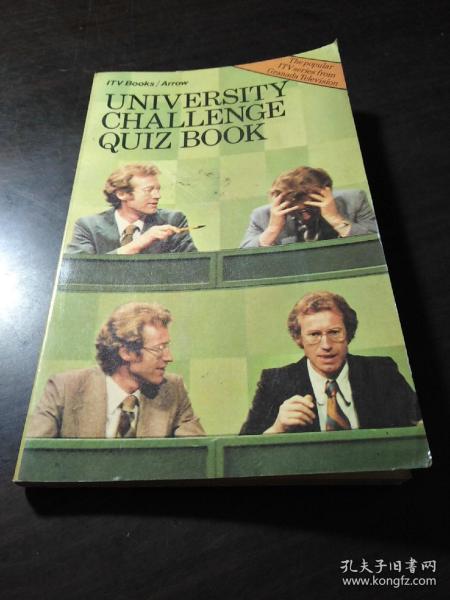 ITV Books/Arrow
The popular
ITV series from
Granada Television
UNIVERSITY
CHALLENGE
QUIZ BOOK
孔夫子旧书网
www.kongfz.com